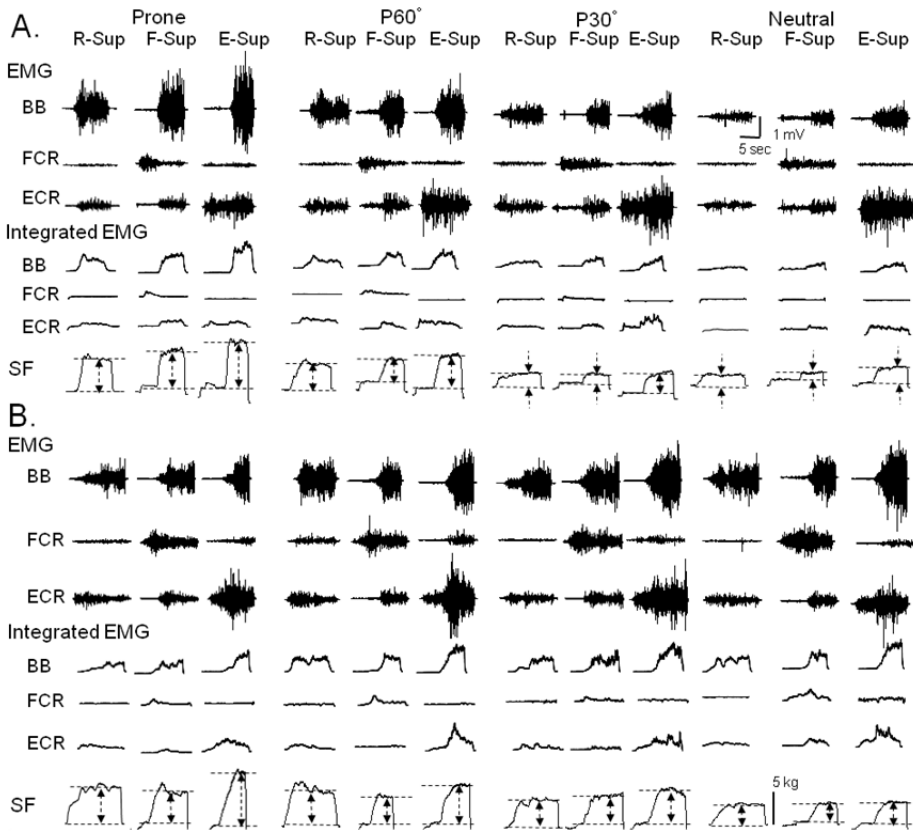 A.
Prone P60° P30° Neutral
R-Sup F-Sup E-Sup R-Sup F-Sup E-Sup R-Sup F-Sup E-Sup R-Sup F-Sup E-Sup
EMG
BB
1 mV
5 sec
FCR
ECR
Integrated EMG
BB
FCR
ECR
SF
B.
EMG
BB
FCR
ECR
Integrated EMG
BB
FCR
ECR
5 kg
SF